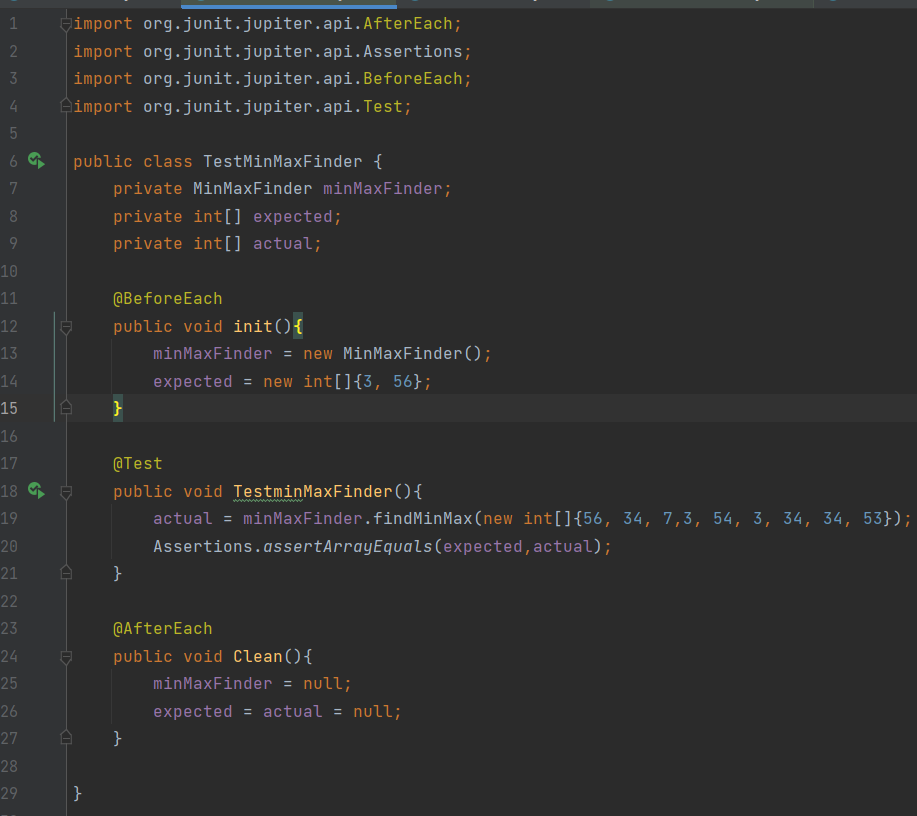 1 import org.junit.jupiter.api.AfterEach;
2 import org.junit.jupiter.api.Assertions;
3 import org.junit.jupiter.api.BeforeEach;
4 import org.junit.jupiter.api.Test;
5
6 public class TestMinMaxFinder {
7 private MinMaxFinder minMaxFinder;
8 private int[] expected;
9 private int[] actual;
10
11 @BeforeEach
12 public void init(){
13 minMaxFinder = new MinMaxFinder();
14 expected = new int[]{3, 56};
15 }
16
17 @Test
18 public void TestminMaxFinder(){
19 actual = minMaxFinder.findMinMax(new int[]{56, 34, 7,3, 54, 3, 34, 34, 53});
20 Assertions.assertArrayEquals(expected,actual);
21 }
22
23 @AfterEach
24 public void Clean(){
25 minMaxFinder = null;
26 expected = actual = null;
27 }
28
29 }